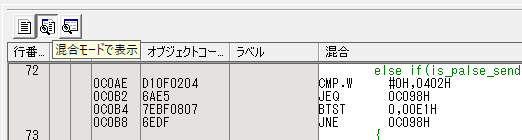 混合モードで表示
行番... オブジェクトコー... ラベル 混合
72 else if(is_palse_send
0C0AE D10F0204 CMP.W #0H,0402H
0C0B2 6AE5 JEQ 0C098H
0C0B4 7EBF0807 BTST 0,00E1H
0C0B8 6EDF JNE 0C098H
73 {